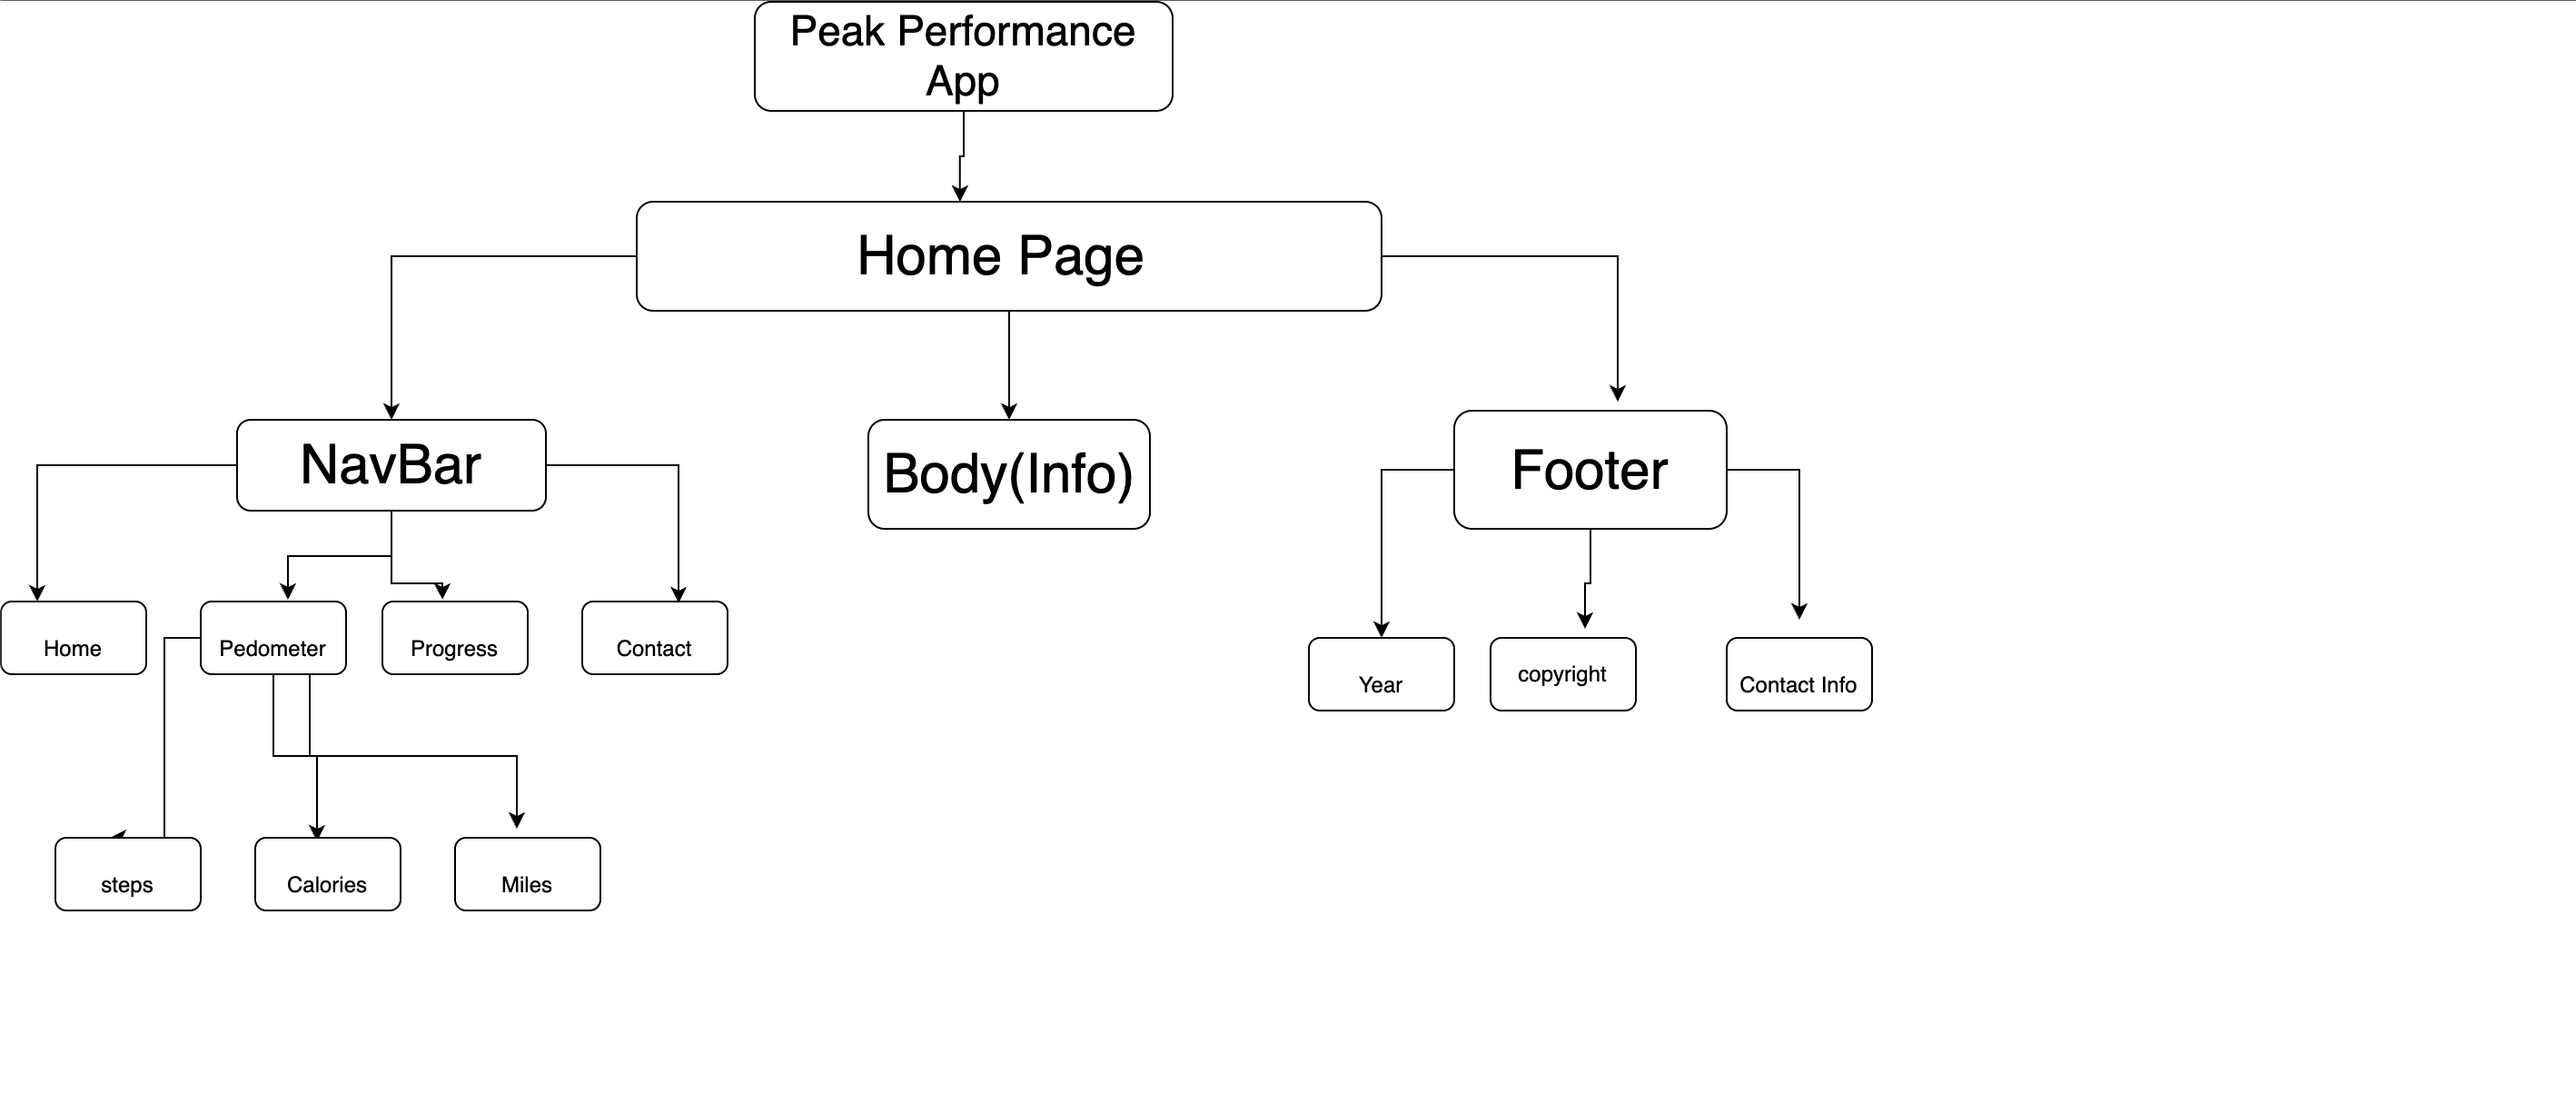 Peak Performance
App
Home Page
NavBar
Body(Info)
Footer
Home
Pedometer
Progress
Contact
Year
copyright
Contact Info
steps
Calories
Miles